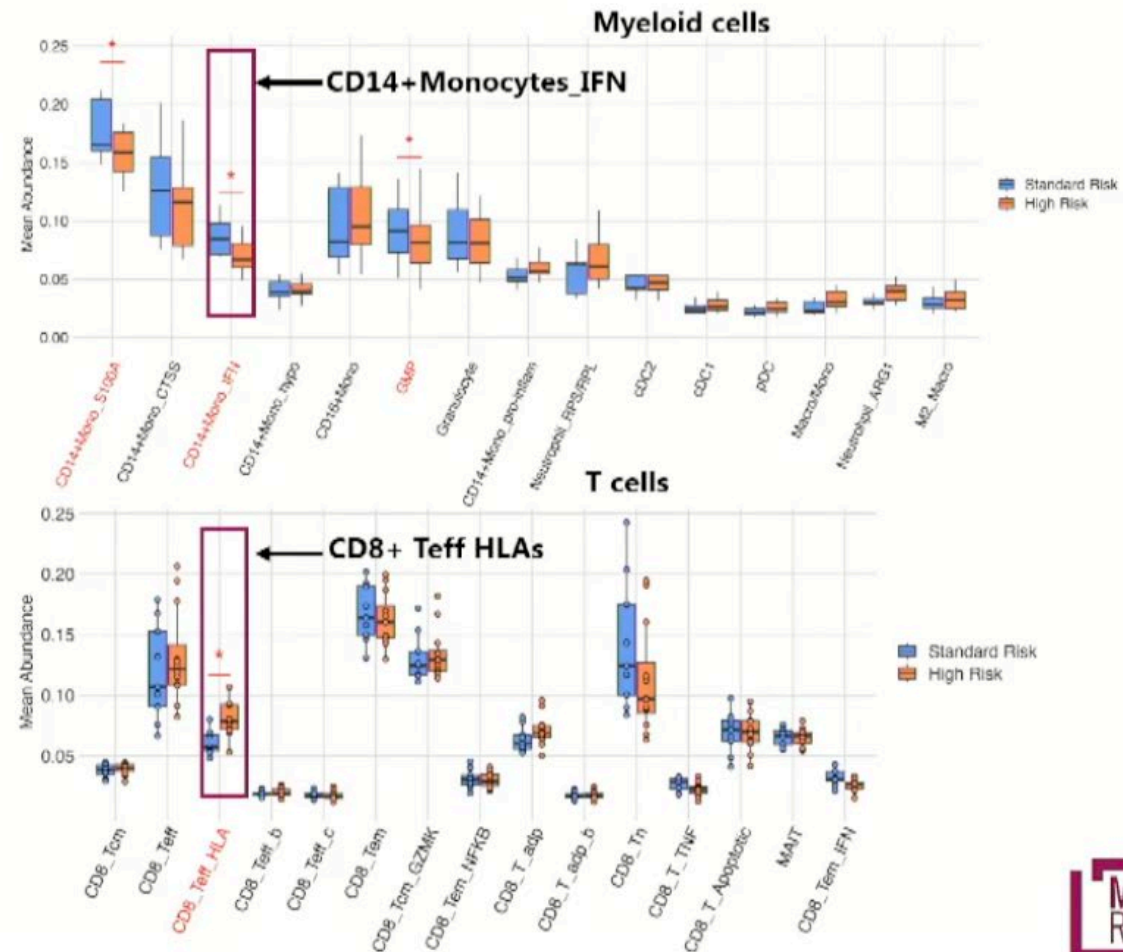 Myeloid cells
0.25
0.20
0.15
0.10
0.05
0.00
Mean Abundance
CD14+Monocytes_IFN
*
*
*
Standard Risk
High Risk
CD14+Mono_S100A
CD14+Mono_CTSS
CD14+Mono_IFN
CD14+Mono_hypo
CD16+Mono
GMP
Granulocyte
CD14+Mono_pro-inflam
Neutrophil_RPS/RPL
cDC2
cDC1
pDC
Macro/Mono
Neutrohpil_ARG1
M2_Macro
T cells
0.25
0.20
0.15
0.10
0.05
Mean Abundance
CD8+ Teff HLAs
*
Standard Risk
High Risk
CD8_Tcm
CD8_Teff
CD8_Teff_HLA
CD8_Teff_b
CD8_Teff_c
CD8_Tem
CD8_Tcm_GZMK
CD8_Tem_NFKB
CD8_T_adp
CD8_T_adp_b
CD8_Tn
CD8_T_TNF
CD8_T_Apoptotic
MAIT
CD8_Tem_IFN
M
R